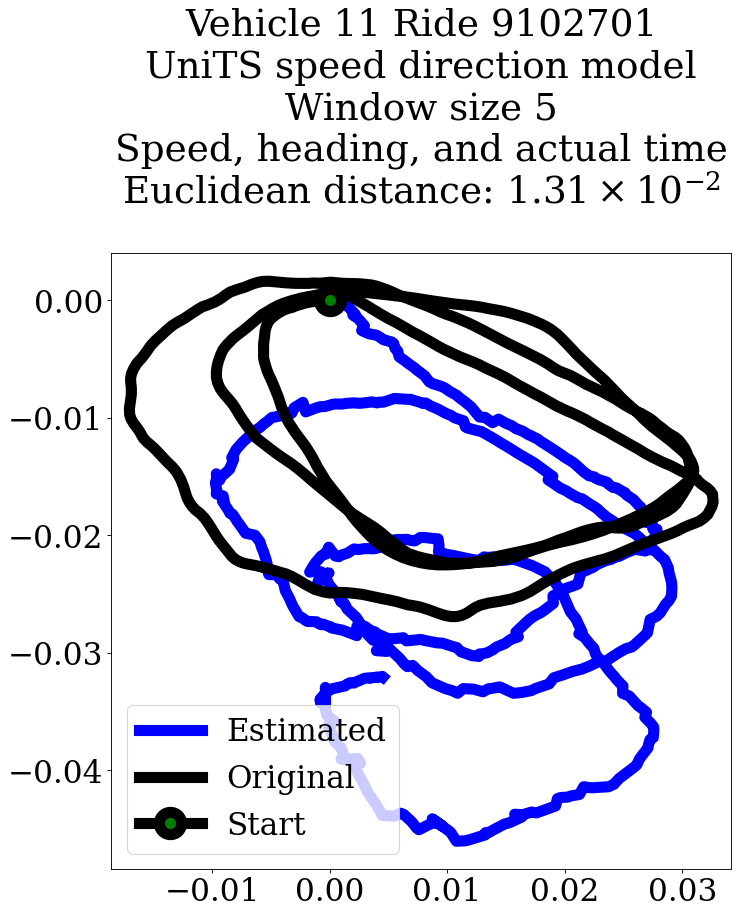 Vehicle 11 Ride 9102701
UniTS speed direction model
Window size 5
Speed, heading, and actual time
Euclidean distance: 1.31 × 10⁻²
0.00
−0.01
−0.02
−0.03
−0.04
Estimated
Original
Start
−0.01 0.00 0.01 0.02 0.03